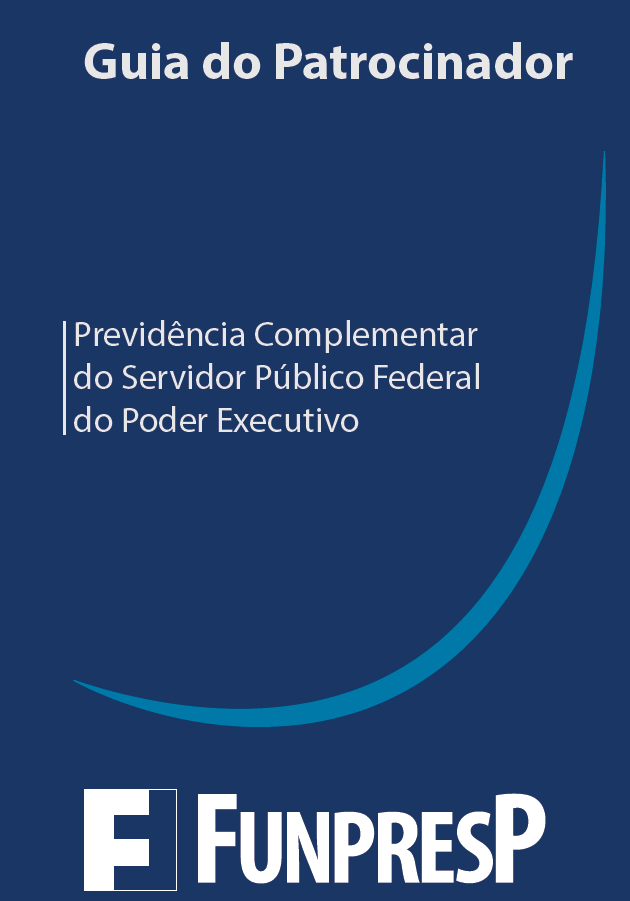 Guia do Patrocinador
Previdência Complementar
do Servidor Público Federal
do Poder Executivo
FUNPRESP